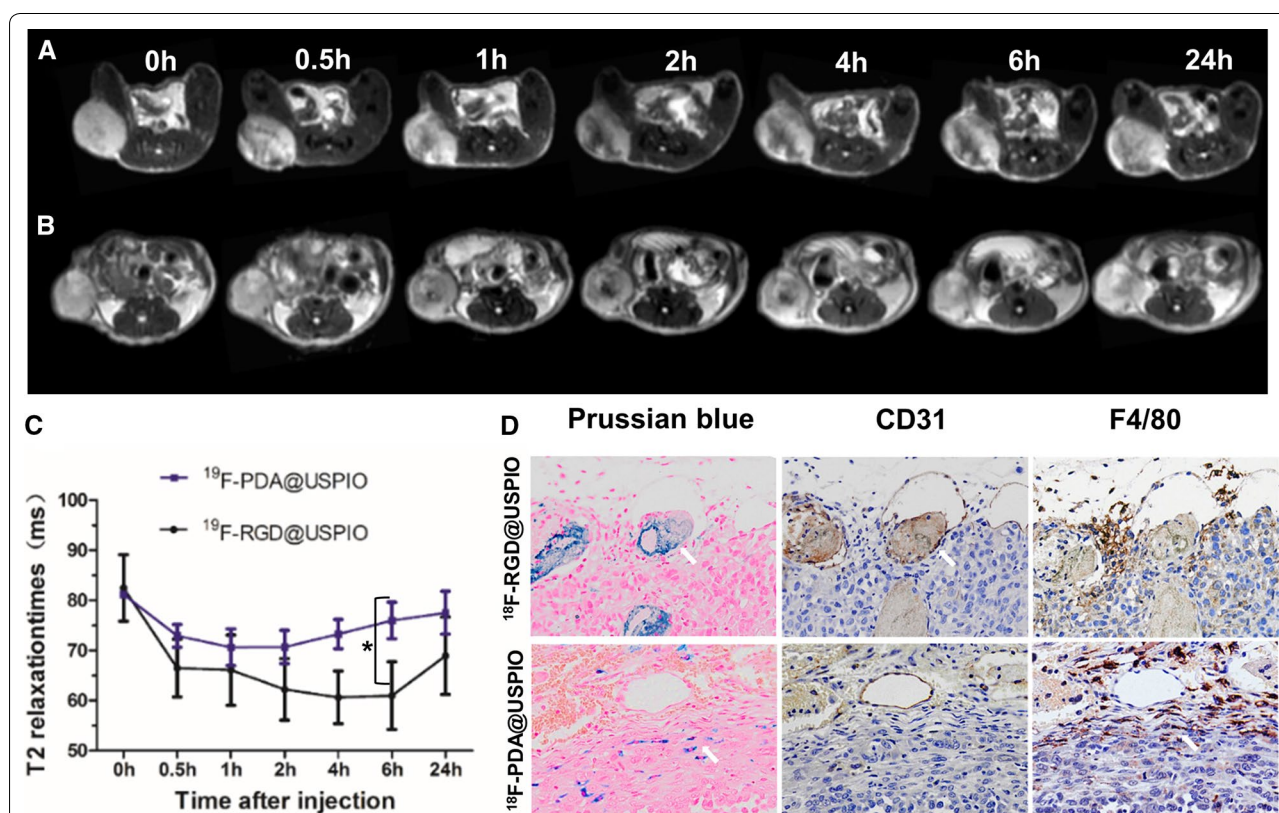 A
0h 0.5h 1h 2h 4h 6h 24h
B
C
¹⁹F-PDA@USPIO
¹⁹F-RGD@USPIO
T2 relaxationtimes (ms)
100
90
80
70
60
50
*
0h 0.5h 1h 2h 4h 6h 24h
Time after injection
D
Prussian blue CD31 F4/80
¹⁸F-RGD@USPIO
¹⁸F-PDA@USPIO